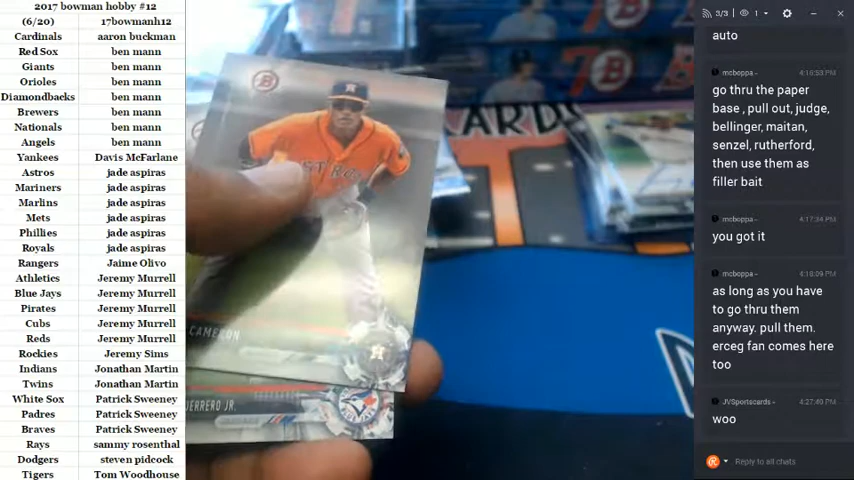 2017 bowman hobby #12
(6/20) 17bowmanh12
Cardinals aaron buckman
Red Sox ben mann
Giants ben mann
Orioles ben mann
Diamondbacks ben mann
Brewers ben mann
Nationals ben mann
Angels ben mann
Yankees Davis McFarlane
Astros jade aspiras
Mariners jade aspiras
Marlins jade aspiras
Mets jade aspiras
Phillies jade aspiras
Royals jade aspiras
Rangers Jaime Olivo
Athletics Jeremy Murrell
Blue Jays Jeremy Murrell
Pirates Jeremy Murrell
Cubs Jeremy Murrell
Reds Jeremy Murrell
Rockies Jeremy Sims
Indians Jonathan Martin
Twins Jonathan Martin
White Sox Patrick Sweeney
Padres Patrick Sweeney
Braves Patrick Sweeney
Rays sammy rosenthal
Dodgers steven pidcock
Tigers Tom Woodhouse
B
CAMERON
UERRERO JR.
ARDS
3/3 1
auto
mcboppa 4:16:53 PM
go thru the paper
base , pull out, judge,
bellinger, maitan,
senzel, rutherford,
then use them as
filler bait
mcboppa 4:17:34 PM
you got it
mcboppa 4:18:09 PM
as long as you have
to go thru them
anyway. pull them.
erceg fan comes here
too
JVSportscards 4:27:49 PM
woo
Reply to all chats